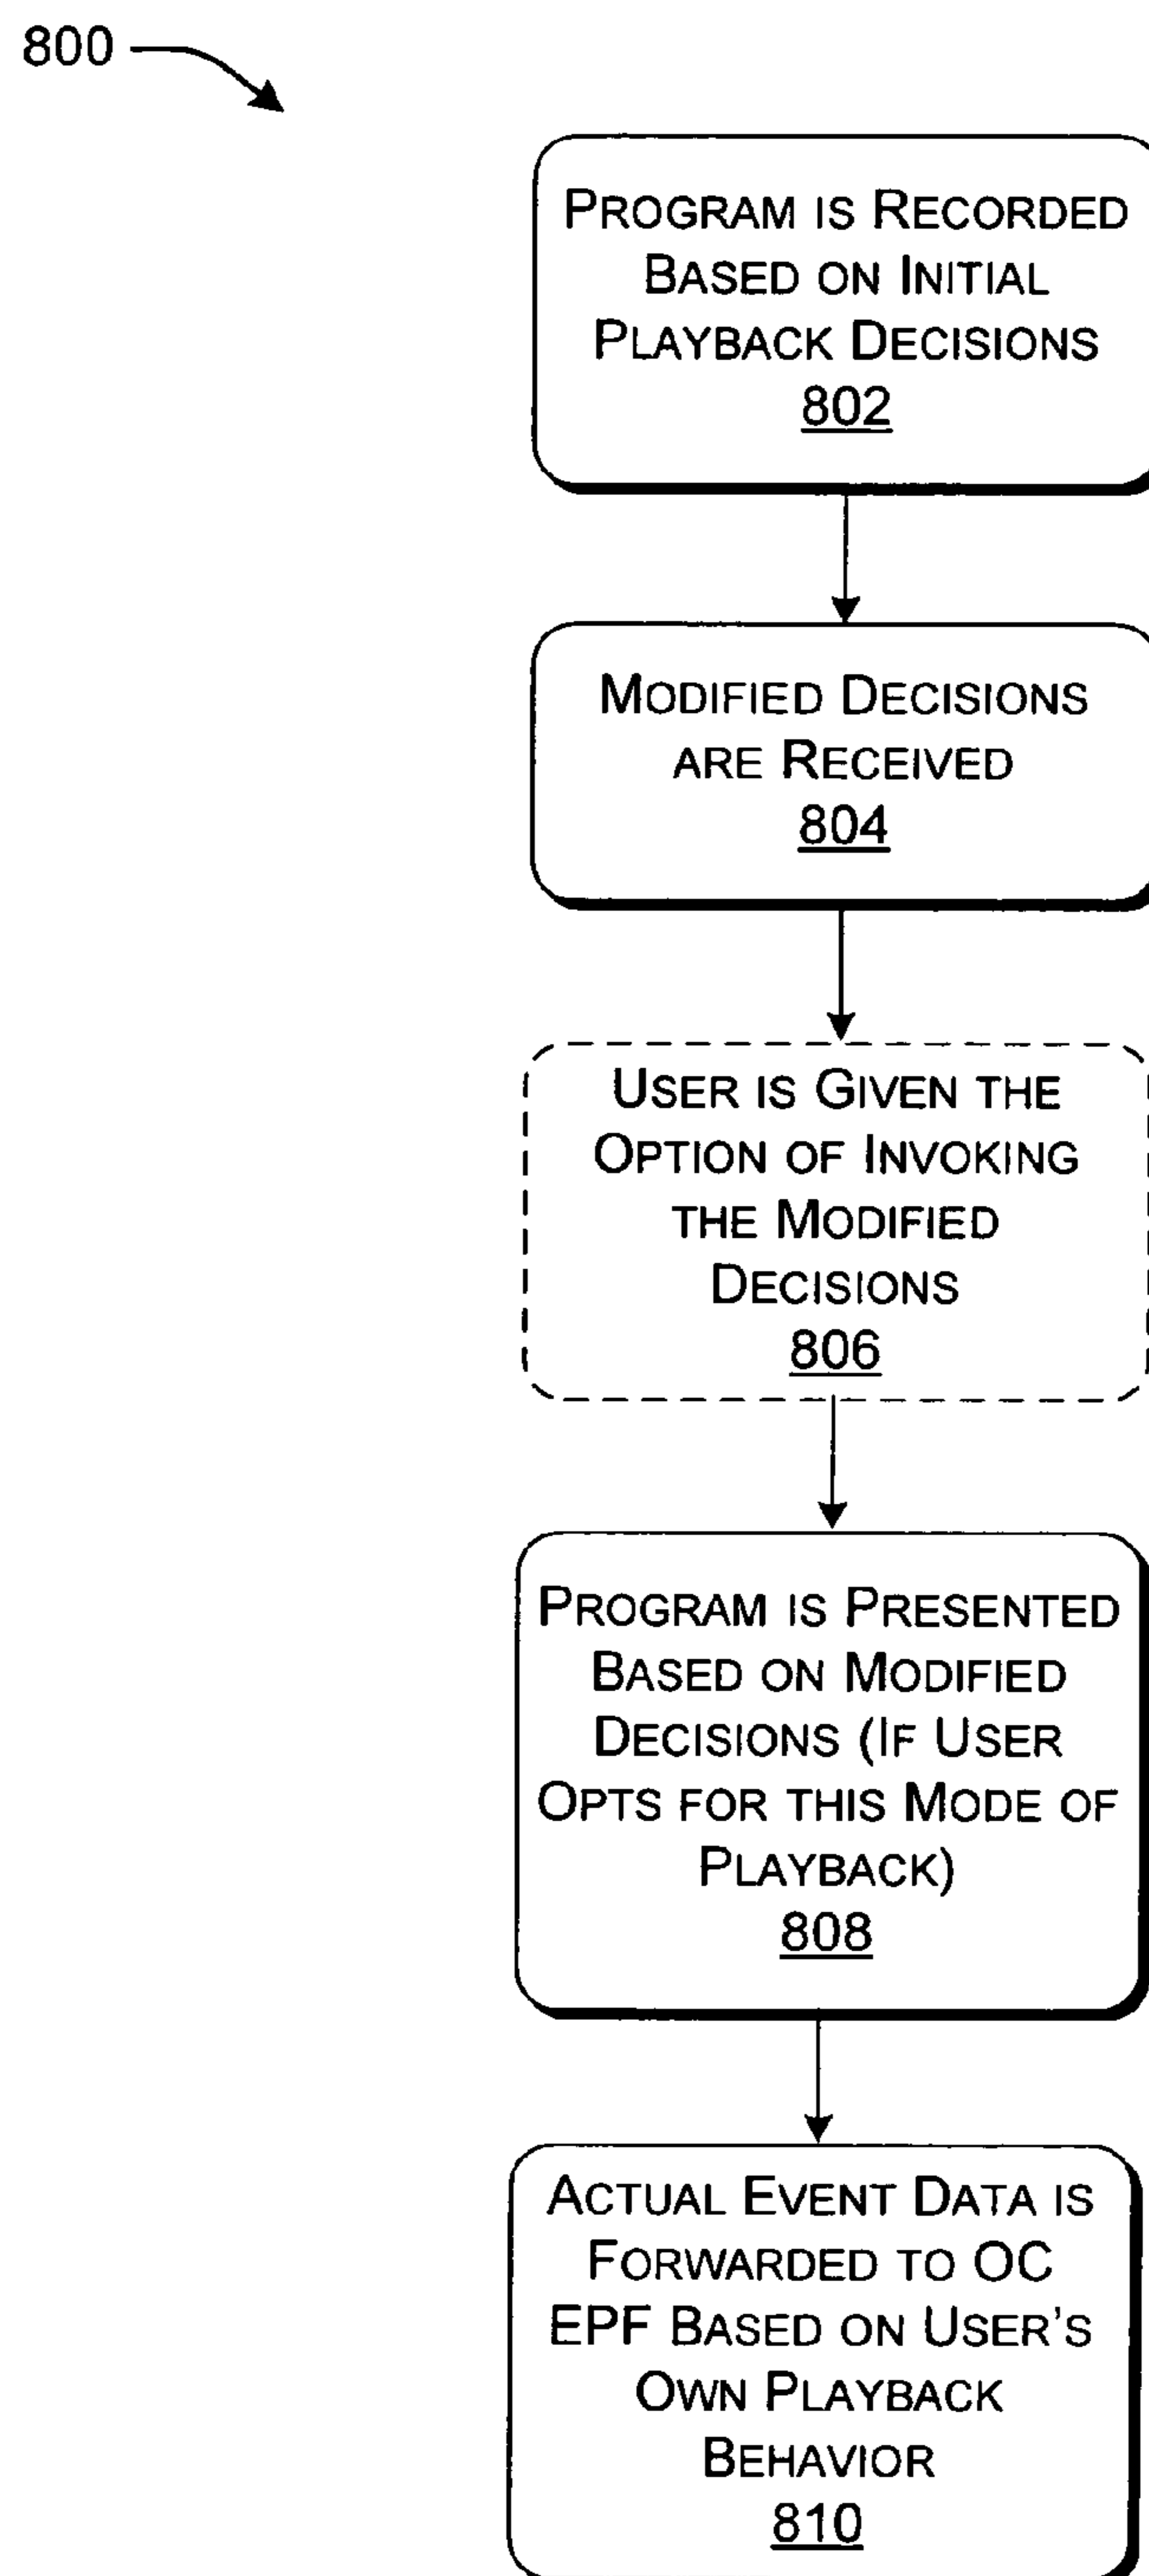 800
PROGRAM IS RECORDED
BASED ON INITIAL
PLAYBACK DECISIONS
802
MODIFIED DECISIONS
ARE RECEIVED
804
USER IS GIVEN THE
OPTION OF INVOKING
THE MODIFIED
DECISIONS
806
PROGRAM IS PRESENTED
BASED ON MODIFIED
DECISIONS (IF USER
OPTS FOR THIS MODE OF
PLAYBACK)
808
ACTUAL EVENT DATA IS
FORWARDED TO OC
EPF BASED ON USER'S
OWN PLAYBACK
BEHAVIOR
810